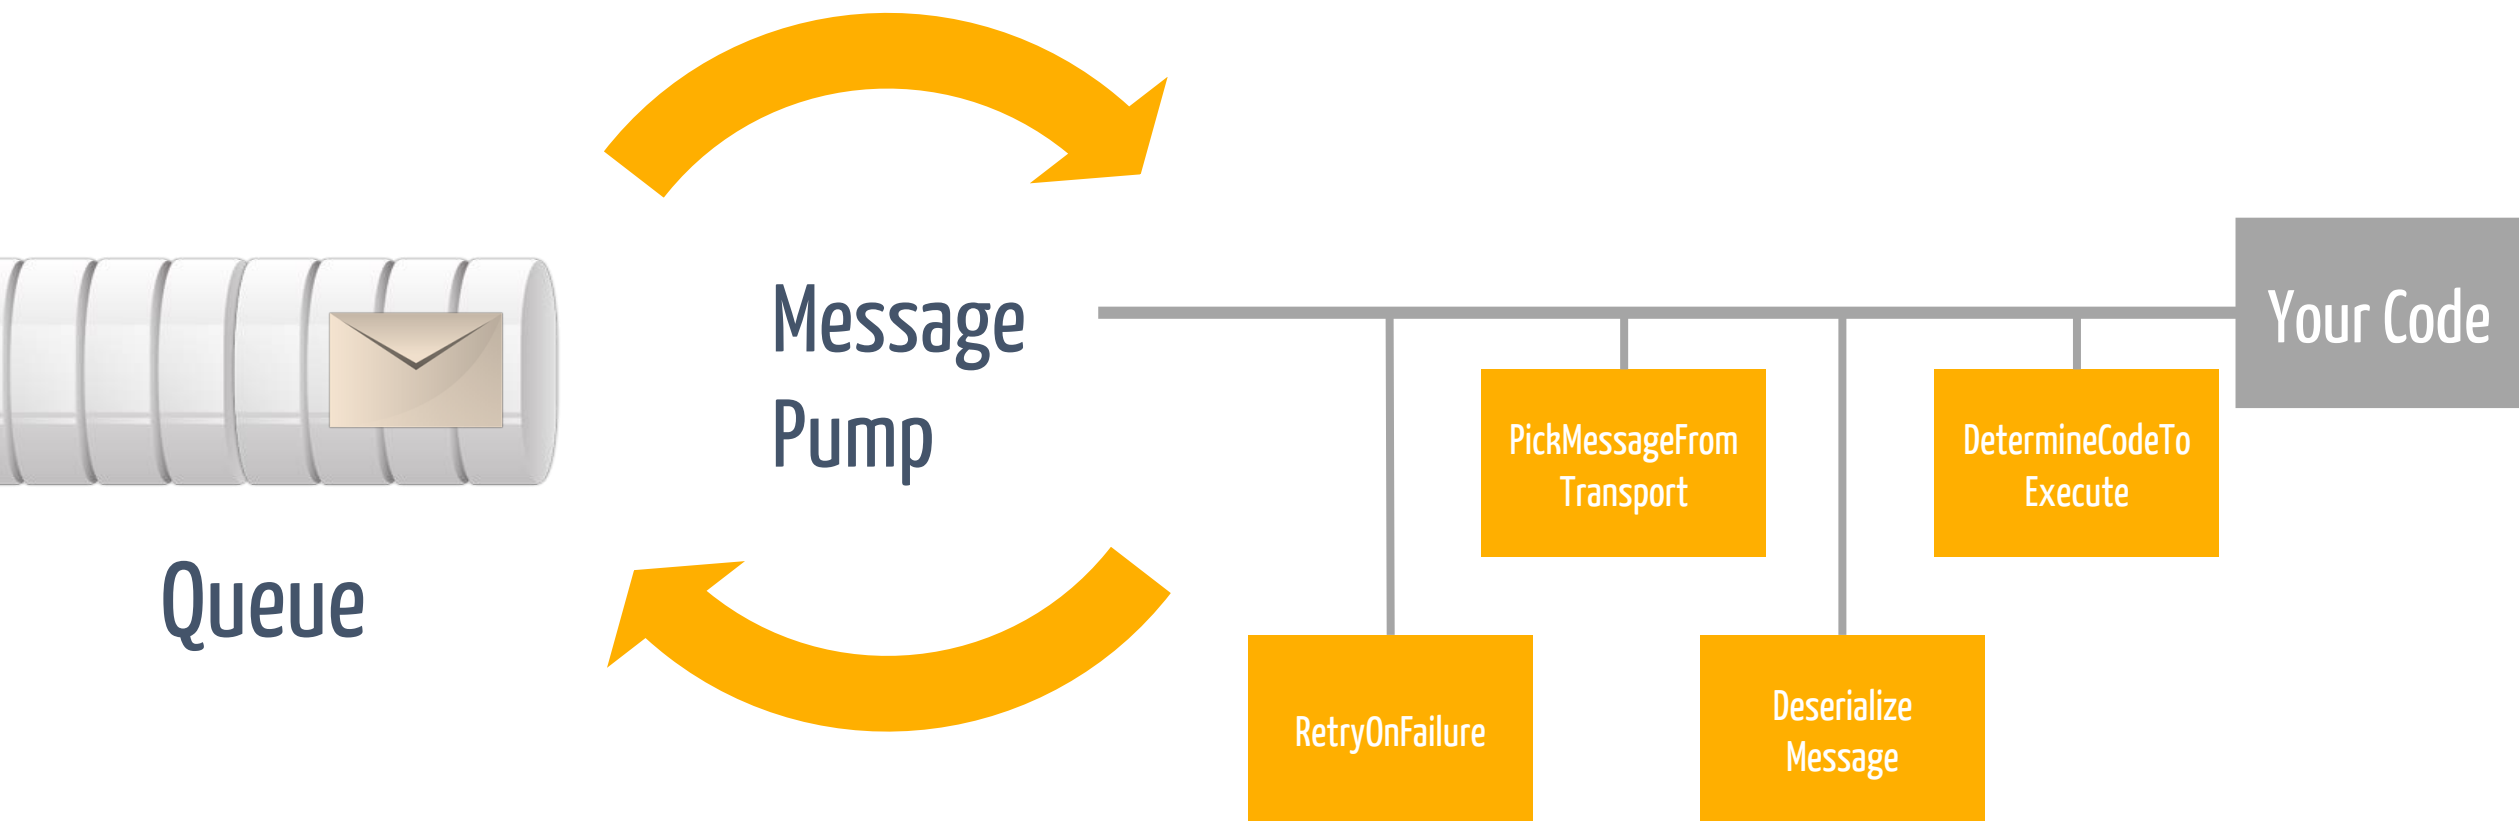 Queue
Message
Pump
RetryOnFailure
PickMessageFrom
Transport
Deserialize
Message
DetermineCodeTo
Execute
Your Code